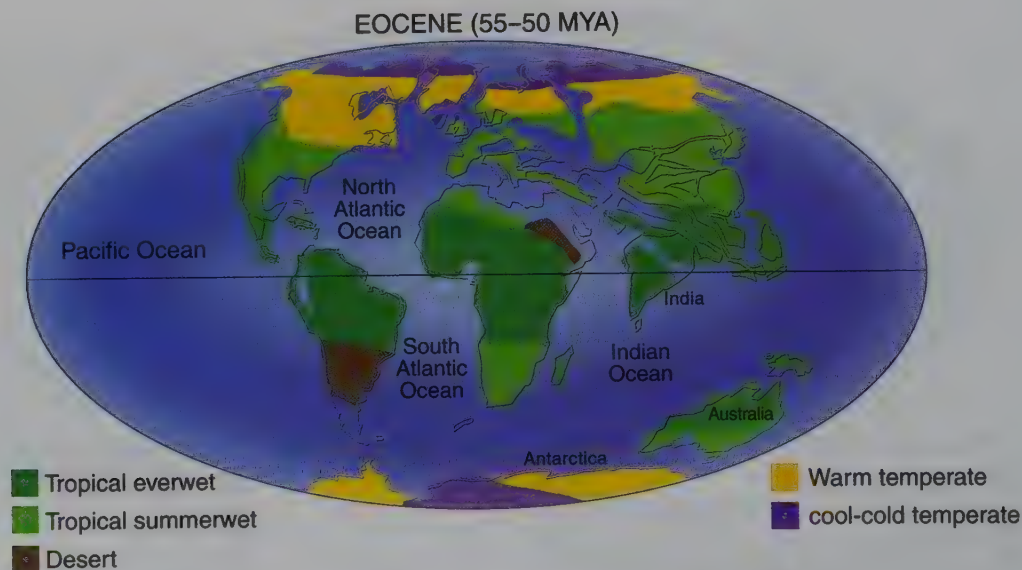 EOCENE (55–50 MYA)
North
Atlantic
Ocean
Pacific Ocean
India
South
Atlantic
Ocean
Indian
Ocean
Australia
Antarctica
Tropical everwet
Tropical summerwet
Desert
Warm temperate
cool-cold temperate